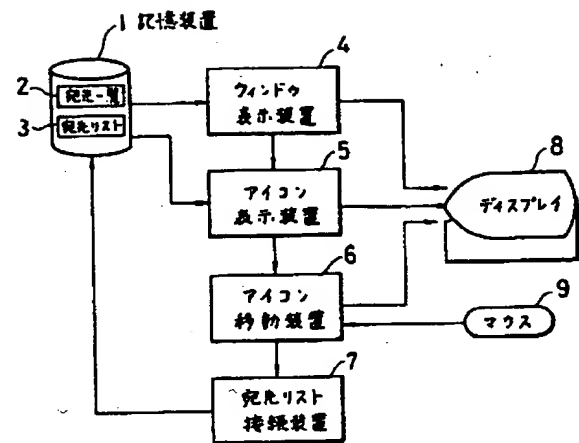 1 記憶装置
2
宛先一覧
3
宛先リスト
4
ウィンドウ
表示装置
5
アイコン
表示装置
6
アイコン
移動装置
7
宛先リスト
接続装置
8
ディスプレイ
9
マウス